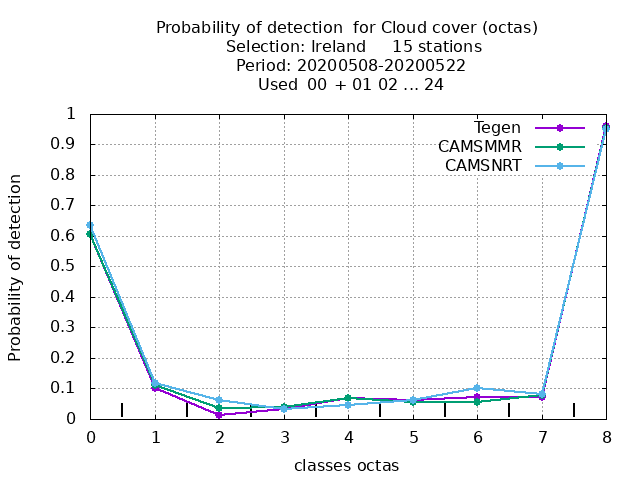 Probability of detection  for Cloud cover (octas)
Selection: Ireland     15 stations
Period: 20200508-20200522
Used  00 + 01 02 ... 24
Tegen
CAMSMMR
CAMSNRT
1
0.9
0.8
0.7
0.6
0.5
0.4
0.3
0.2
0.1
0
Probability of detection
0 1 2 3 4 5 6 7 8
classes octas